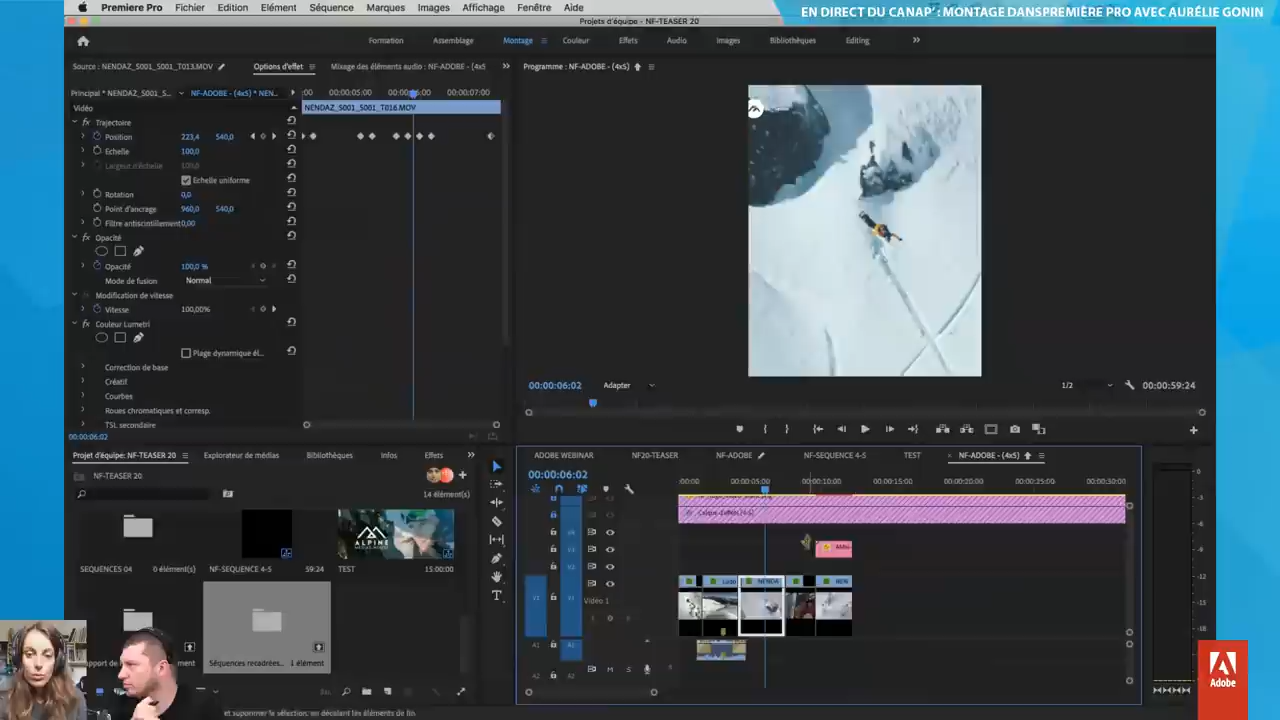 Premiere Pro Fichier Edition Elément Séquence Marques Images Affichage Fenêtre Aide
EN DIRECT DU CANAP' : MONTAGE DANSPREMIÈRE PRO AVEC AURÉLIE GONIN
Projets d'équipe : NF-TEASER 20
Formation Assemblage Montage Couleur Effets Audio Images Bibliothèques Editing
Source : NENDAZ_S001_S001_T013.MOV Options d'effet Mixage des éléments audio : NF-ADOBE - (4x5
Programme : NF-ADOBE - (4x5)
Principal * NENDAZ_S001_S... NF-ADOBE - (4x5) * NEN... :00 00:00:05:00 00:00:06:00 00:00:07:00
Vidéo NENDAZ_S001_S001_T016.MOV
fx Trajectoire
Position 223,4 540,0
Echelle 100,0
Largeur d'échelle 100,0
Echelle uniforme
Rotation 0,0
Point d'ancrage 960,0 540,0
Filtre antiscintillement 0,00
fx Opacité
Opacité 100,0 %
Mode de fusion Normal
Modification de vitesse
Vitesse 100,00%
fx Couleur Lumetri
Plage dynamique él...
Correction de base
Créatif
Courbes
Roues chromatiques et corresp.
TSL secondaire
00:00:06:02
00:00:06:02 Adapter 1/2 00:00:59:24
Projet d'équipe: NF-TEASER 20 Explorateur de médias Bibliothèques Infos Effets
NF-TEASER 20
14 élément(s)
ALPINE
SEQUENCES 04 0 élément(s) NF-SEQUENCE 4-5 59:24 TEST 15:00:00
Séquences recadrées... 1 élément
ADOBE WEBINAR NF20-TEASER NF-ADOBE NF-SEQUENCE 4-5 TEST NF-ADOBE - (4x5)
00:00:06:02
:00:00 00:00:05:00 00:00:10:00 00:00:15:00 00:00:20:00 00:00:25:00 00:00:30:00
Calque d'effets (4-5)
V1 Vidéo 1
NENDA
A1
A2
et supprimer la sélection, en décalant les éléments de
Adobe